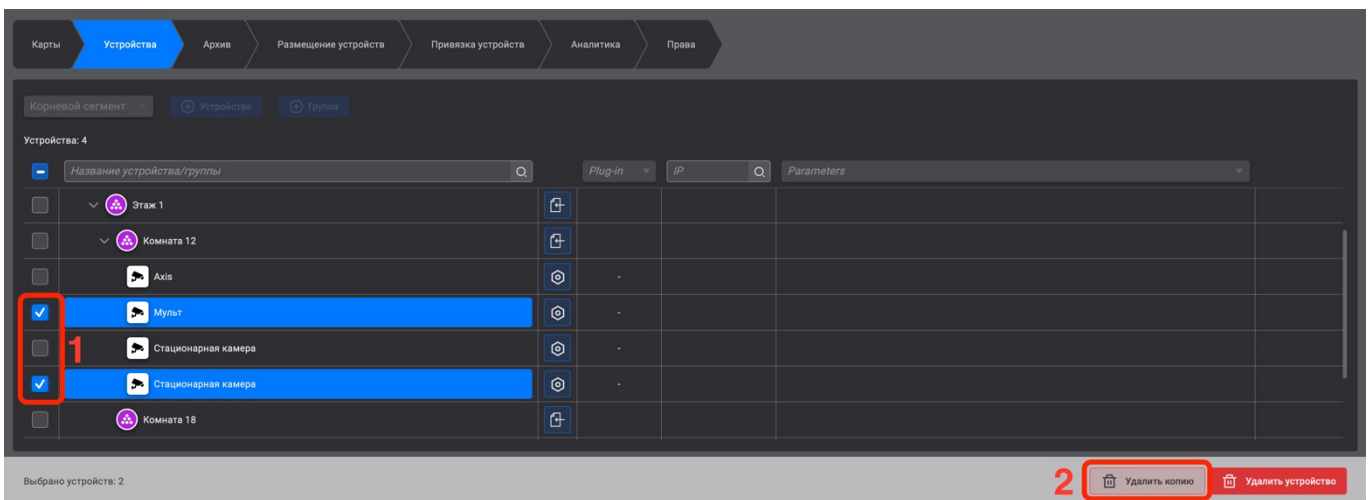 Карты Устройства Архив Размещение устройств Привязка устройств Аналитика Права
Корневой сегмент Устройство Группа
Устройства: 4
Название устройства/группы Plug-in IP Parameters
Этаж 1
Комната 12
Axis -
Мульт -
1 Стационарная камера -
Стационарная камера -
Комната 18
Выбрано устройств: 2 2 Удалить копию Удалить устройство